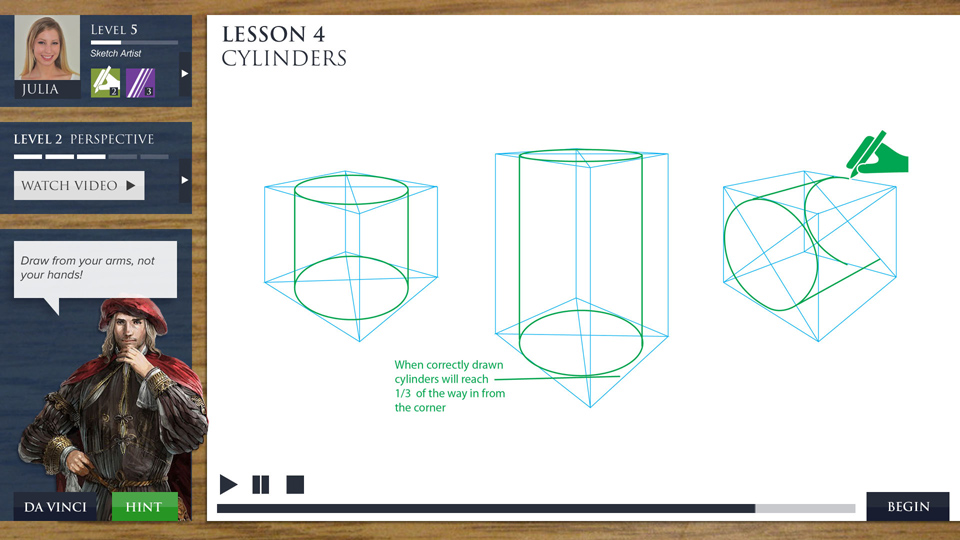 LEVEL 5
Sketch Artist
2
3
JULIA
LEVEL 2 PERSPECTIVE
WATCH VIDEO
Draw from your arms, not
your hands!
DA VINCI
HINT
LESSON 4
CYLINDERS
When correctly drawn
cylinders will reach
1/3 of the way in from
the corner
BEGIN